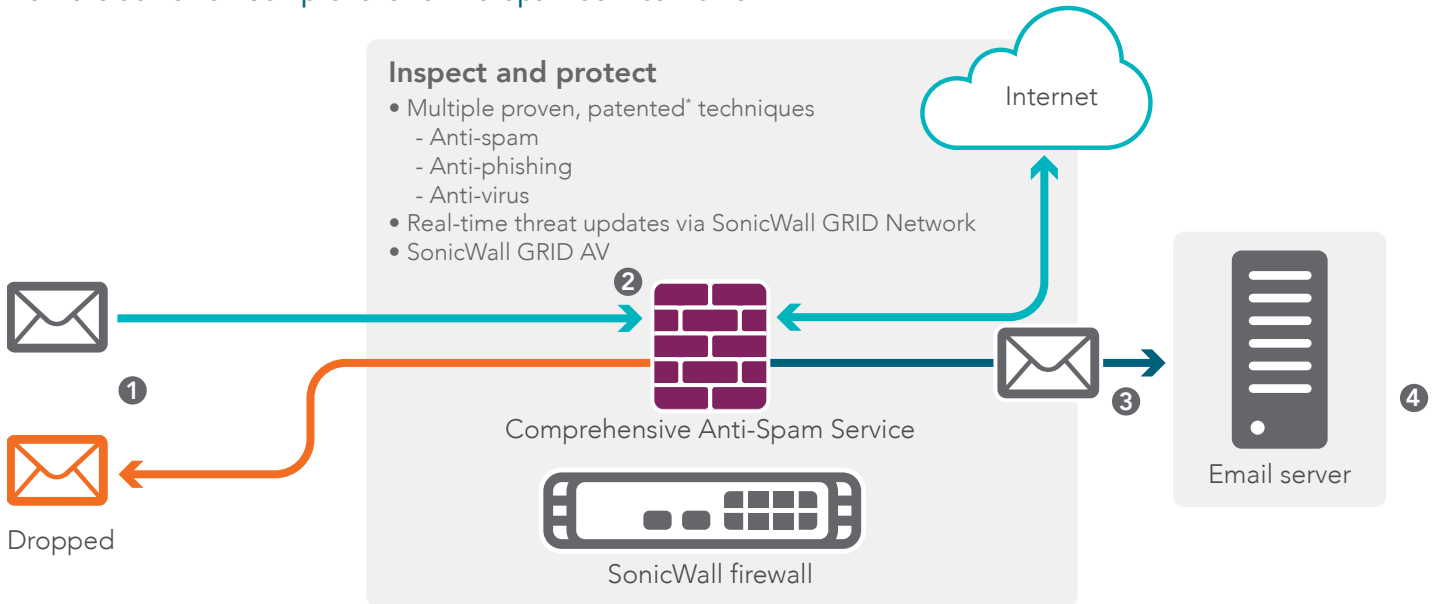 Inspect and protect
• Multiple proven, patented* techniques
- Anti-spam
- Anti-phishing
- Anti-virus
• Real-time threat updates via SonicWall GRID Network
• SonicWall GRID AV
Internet
2
1
3
4
Comprehensive Anti-Spam Service
Email server
Dropped
SonicWall firewall